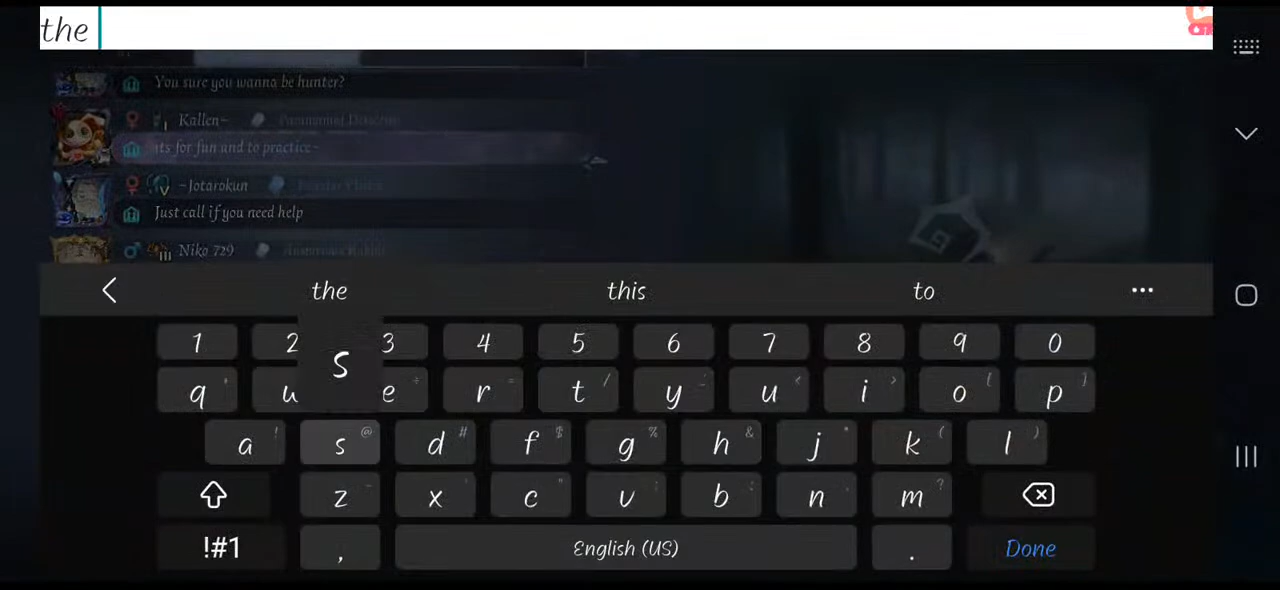 the
You sure you wanna be hunter?
Kallen~ Paranormal Detective
its for fun and to practice~
~Jotarokun
Just call if you need help
Niko 729
the this to ...
1 2 3 4 5 6 7 8 9 0
S
q w e r t y u i o p
a ! s @ d # f $ g % h & j * k ( l )
z x c v b n m ?
!#1 , English (US) . Done